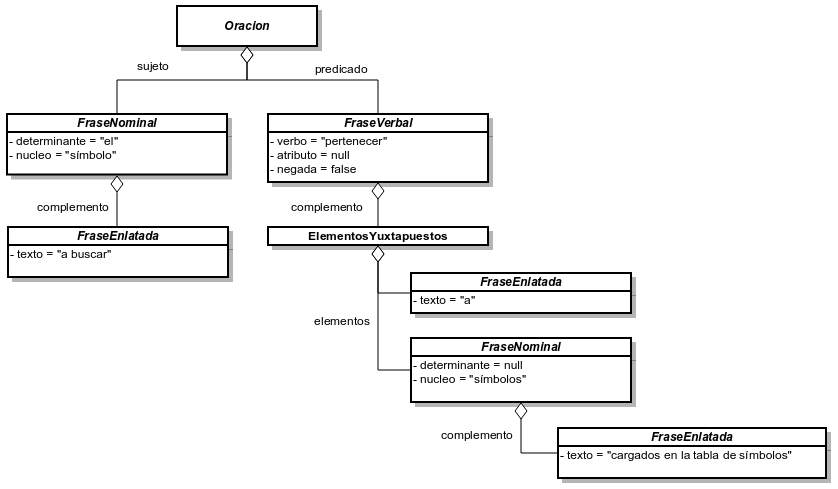 Oracion
sujeto
predicado
FraseNominal
- determinante = "el"
- nucleo = "símbolo"
FraseVerbal
- verbo = "pertenecer"
- atributo = null
- negada = false
complemento
complemento
FraseEnlatada
- texto = "a buscar"
ElementosYuxtapuestos
elementos
FraseEnlatada
- texto = "a"
FraseNominal
- determinante = null
- nucleo = "símbolos"
complemento
FraseEnlatada
- texto = "cargados en la tabla de símbolos"